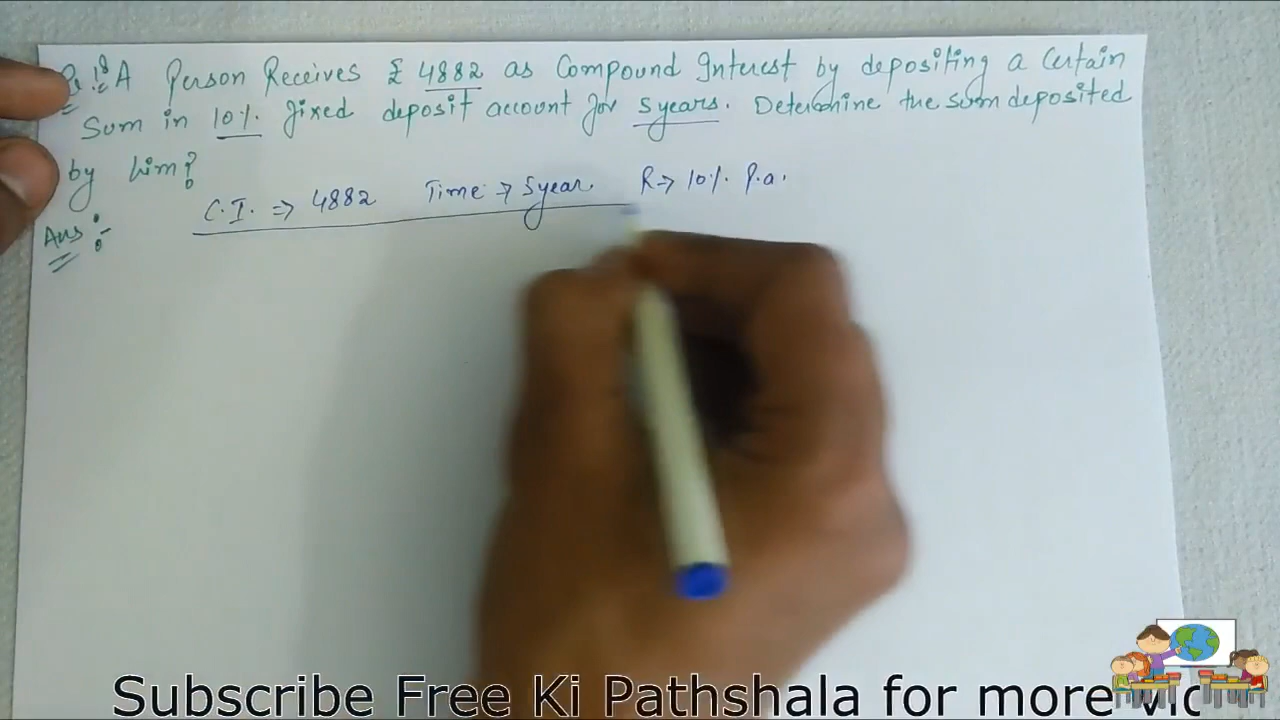 A Person Receives ₹ 4882 as Compound Interest by depositing a Certain
Sum in 10% fixed deposit account for 5years. Determine the sum deposited
by him?
C.I. ⇒ 4882 Time → 5year. R→ 10% P.a.
Ans :-
Subscribe Free Ki Pathshala for more